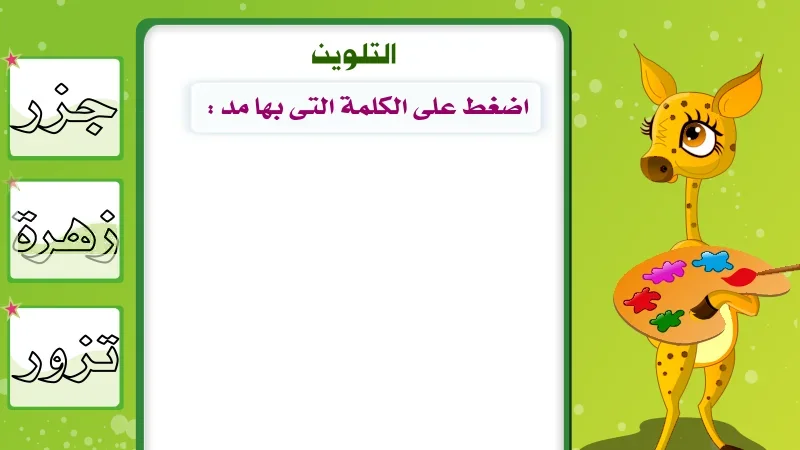 التلوين
اضغط على الكلمة التى بها مد :
جزر
زهرة
تزور